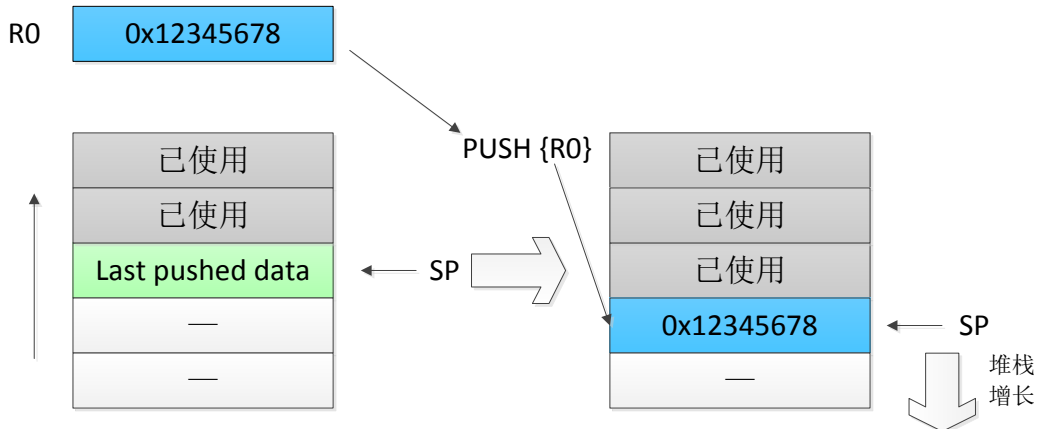 R0
0x12345678
PUSH {R0}
已使用
已使用
Last pushed data
—
—
SP
已使用
已使用
已使用
0x12345678
—
SP
堆栈
增长